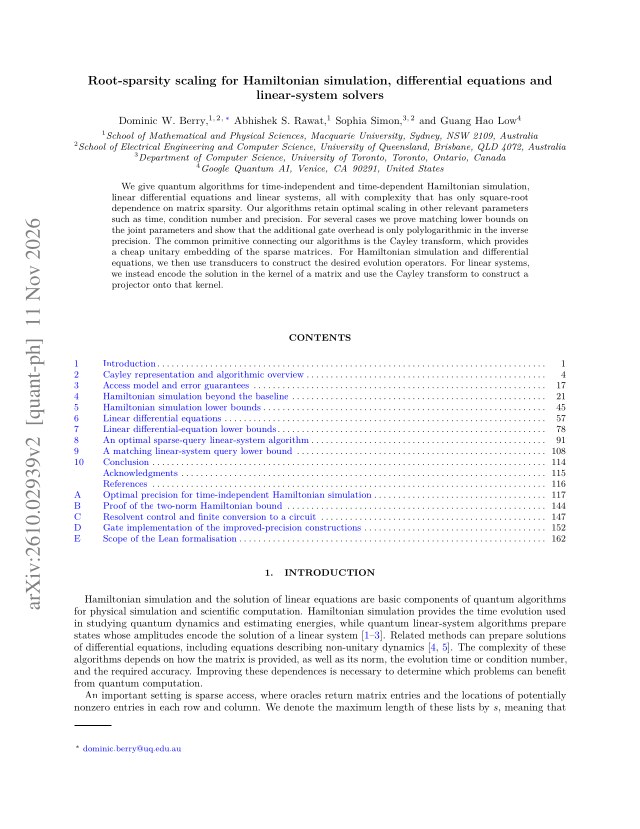 Root-sparsity scaling for Hamiltonian simulation, differential equations and
linear-system solvers
Dominic W. Berry,1, 2, * Abhishek S. Rawat,1 Sophia Simon,3, 2 and Guang Hao Low4
1School of Mathematical and Physical Sciences, Macquarie University, Sydney, NSW 2109, Australia
2School of Electrical Engineering and Computer Science, University of Queensland, Brisbane, QLD 4072, Australia
3Department of Computer Science, University of Toronto, Toronto, Ontario, Canada
4Google Quantum AI, Venice, CA 90291, United States
We give quantum algorithms for time-independent and time-dependent Hamiltonian simulation,
linear differential equations and linear systems, all with complexity that has only square-root
dependence on matrix sparsity. Our algorithms retain optimal scaling in other relevant parameters
such as time, condition number and precision. For several cases we prove matching lower bounds on
the joint parameters and show that the additional gate overhead is only polylogarithmic in the inverse
precision. The common primitive connecting our algorithms is the Cayley transform, which provides
a cheap unitary embedding of the sparse matrices. For Hamiltonian simulation and differential
equations, we then use transducers to construct the desired evolution operators. For linear systems,
we instead encode the solution in the kernel of a matrix and use the Cayley transform to construct a
projector onto that kernel.
arXiv:2610.02939v2 [quant-ph] 11 Nov 2026
CONTENTS
1 Introduction 1
2 Cayley representation and algorithmic overview 4
3 Access model and error guarantees 17
4 Hamiltonian simulation beyond the baseline 21
5 Hamiltonian simulation lower bounds 45
6 Linear differential equations 57
7 Linear differential-equation lower bounds 78
8 An optimal sparse-query linear-system algorithm 91
9 A matching linear-system query lower bound 108
10 Conclusion 114
Acknowledgments 115
References 116
A Optimal precision for time-independent Hamiltonian simulation 117
B Proof of the two-norm Hamiltonian bound 144
C Resolvent control and finite conversion to a circuit 147
D Gate implementation of the improved-precision constructions 152
E Scope of the Lean formalisation 162
1. INTRODUCTION
Hamiltonian simulation and the solution of linear equations are basic components of quantum algorithms
for physical simulation and scientific computation. Hamiltonian simulation provides the time evolution used
in studying quantum dynamics and estimating energies, while quantum linear-system algorithms prepare
states whose amplitudes encode the solution of a linear system [1–3]. Related methods can prepare solutions
of differential equations, including equations describing non-unitary dynamics [4, 5]. The complexity of these
algorithms depends on how the matrix is provided, as well as its norm, the evolution time or condition number,
and the required accuracy. Improving these dependences is necessary to determine which problems can benefit
from quantum computation.
An important setting is sparse access, where oracles return matrix entries and the locations of potentially
nonzero entries in each row and column. We denote the maximum length of these lists by s, meaning that
* dominic.berry@uq.edu.au